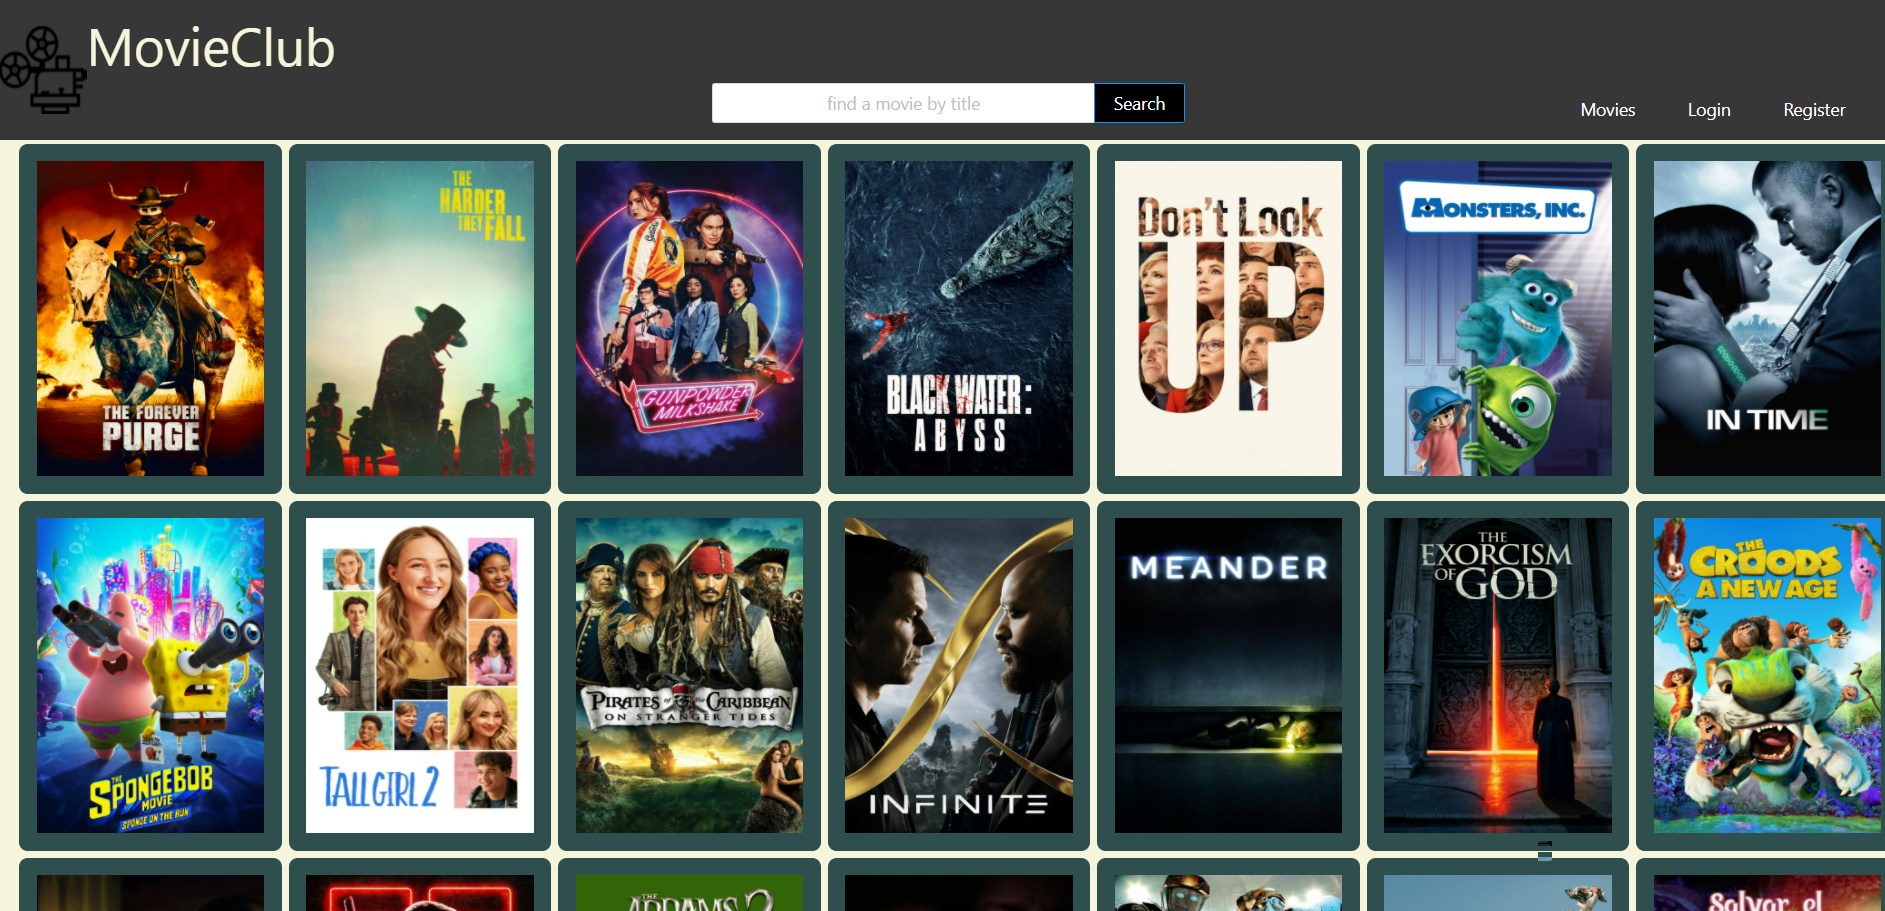 MovieClub
find a movie by title
Search
Movies
Login
Register
THE FOREVER
PURGE
THE
HARDER
THEY FALL
GUNPOWDER
MILKSHAKE
BLACK WATER:
ABYSS
Don't Look
UP
MONSTERS, INC.
IN TIME
THE
SPONGEBOB
MOVIE
SPONGE ON THE RUN
TALL GIRL 2
PIRATES of the CARIBBEAN
ON STRANGER TIDES
INFINITE
MEANDER
THE
EXORCISM
OF GOD
THE
CROODS
A NEW AGE
THE
ADDAMS 2
Salvar el